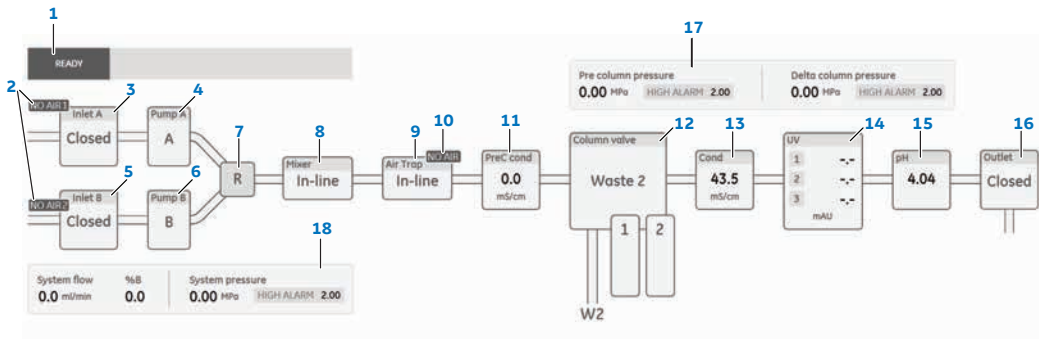 1
READY
17
Pre column pressure
0.00 MPa HIGH ALARM 2.00
Delta column pressure
0.00 MPa HIGH ALARM 2.00
2
NO AIR 1
3
Inlet A
Closed
4
Pump A
A
NO AIR2
5
Inlet B
Closed
6
Pump B
B
7
R
8
Mixer
In-line
9
Air Trap
In-line
10
NO AIR
11
PreC cond
0.0
mS/cm
12
Column valve
Waste 2
1 2
W2
13
Cond
43.5
mS/cm
14
UV
1 -.-
2 -.-
3 -.-
mAU
15
pH
4.04
16
Outlet
Closed
18
System flow
0.0 ml/min
%B
0.0
System pressure
0.00 MPa HIGH ALARM 2.00